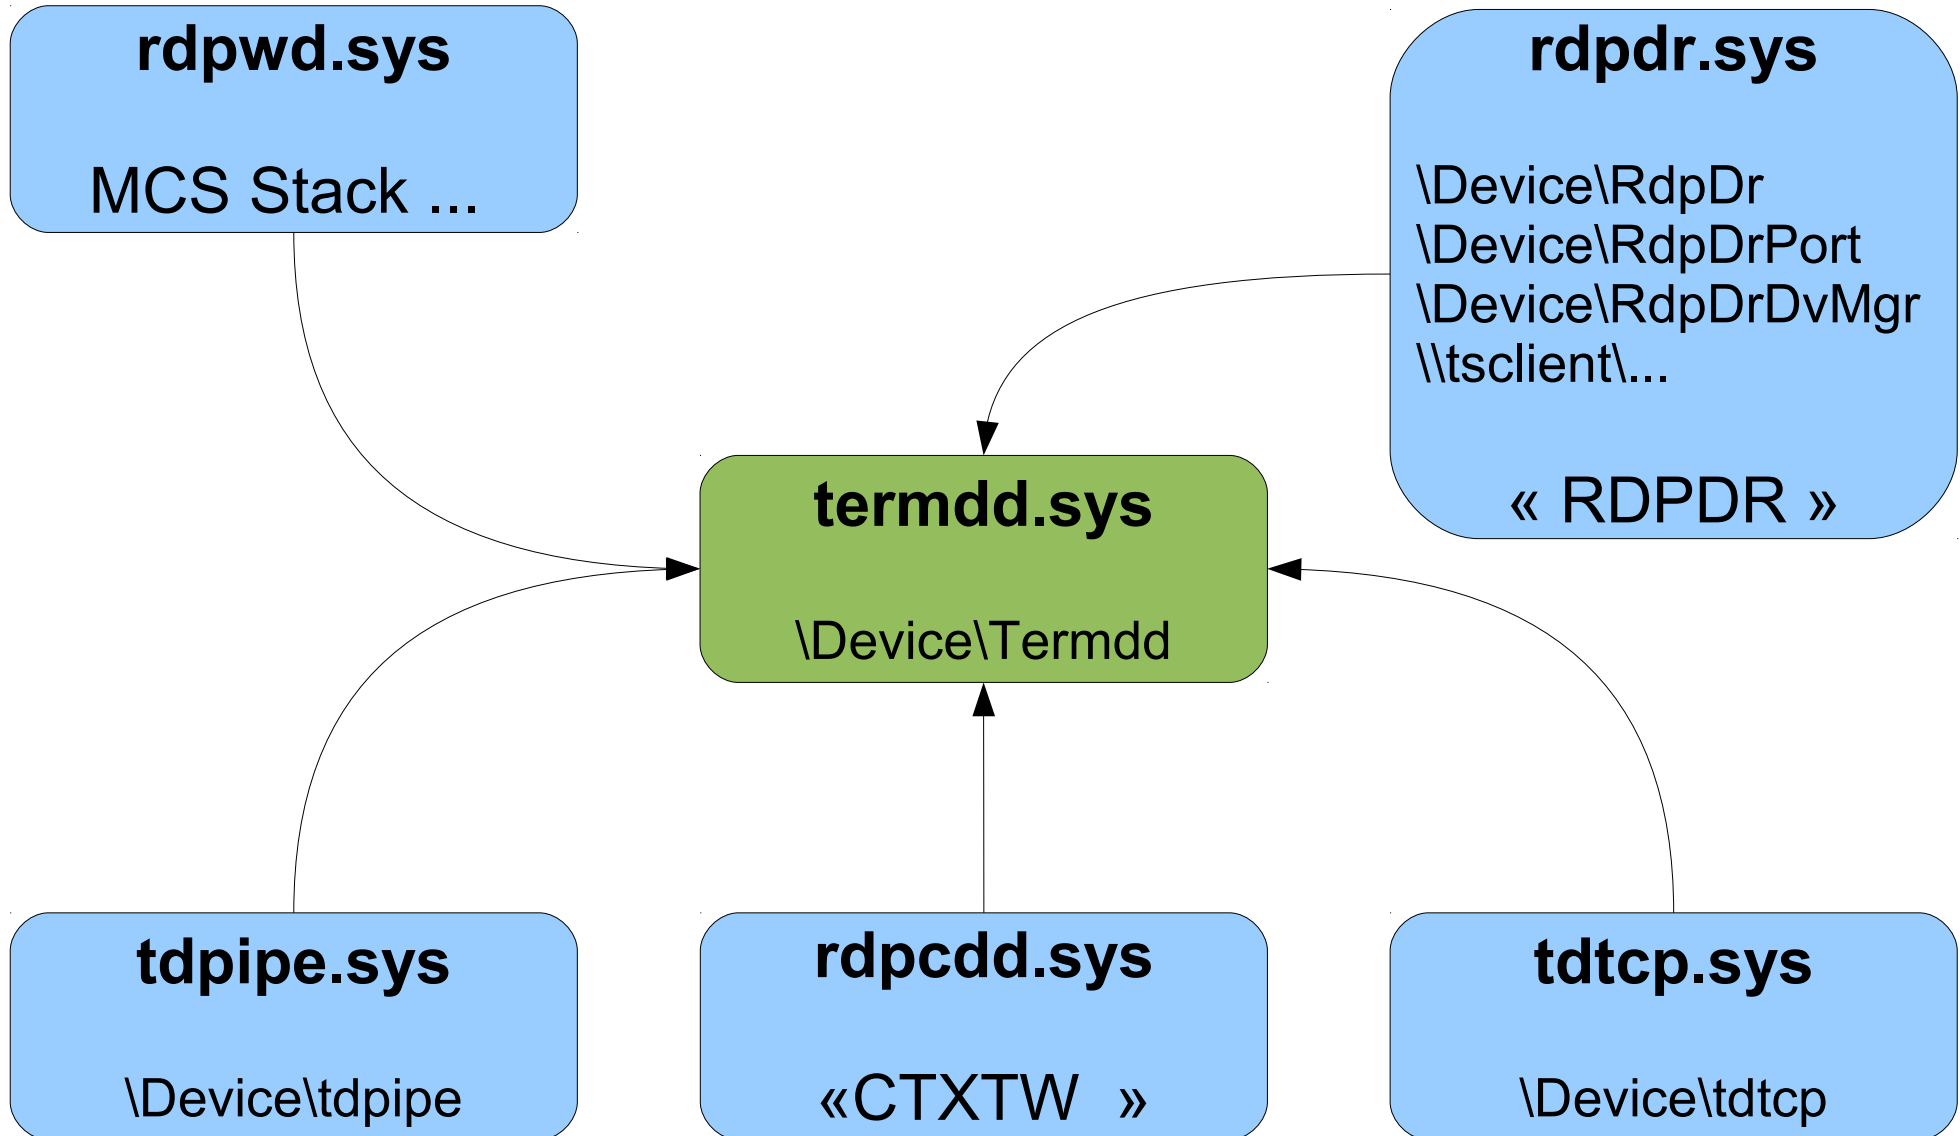 rdpwd.sys
MCS Stack ...
rdpdr.sys
\Device\RdpDr
\Device\RdpDrPort
\Device\RdpDrDvMgr
\\tsclient\...
« RDPDR »
termdd.sys
\Device\Termdd
tdpipe.sys
\Device\tdpipe
rdpcdd.sys
«CTXTW  »
tdtcp.sys
\Device\tdtcp